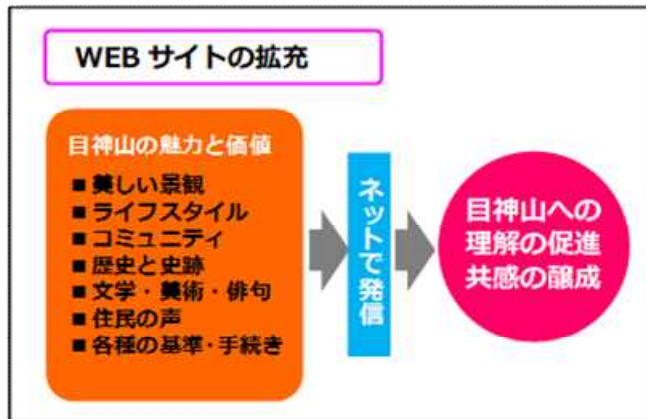 WEB サイトの拡充
目神山の魅力と価値
■ 美しい景観
■ ライフスタイル
■ コミュニティ
■ 歴史と史跡
■ 文学・美術・俳句
■ 住民の声
■ 各種の基準・手続き
ネットで発信
目神山への
理解の促進
共感の醸成